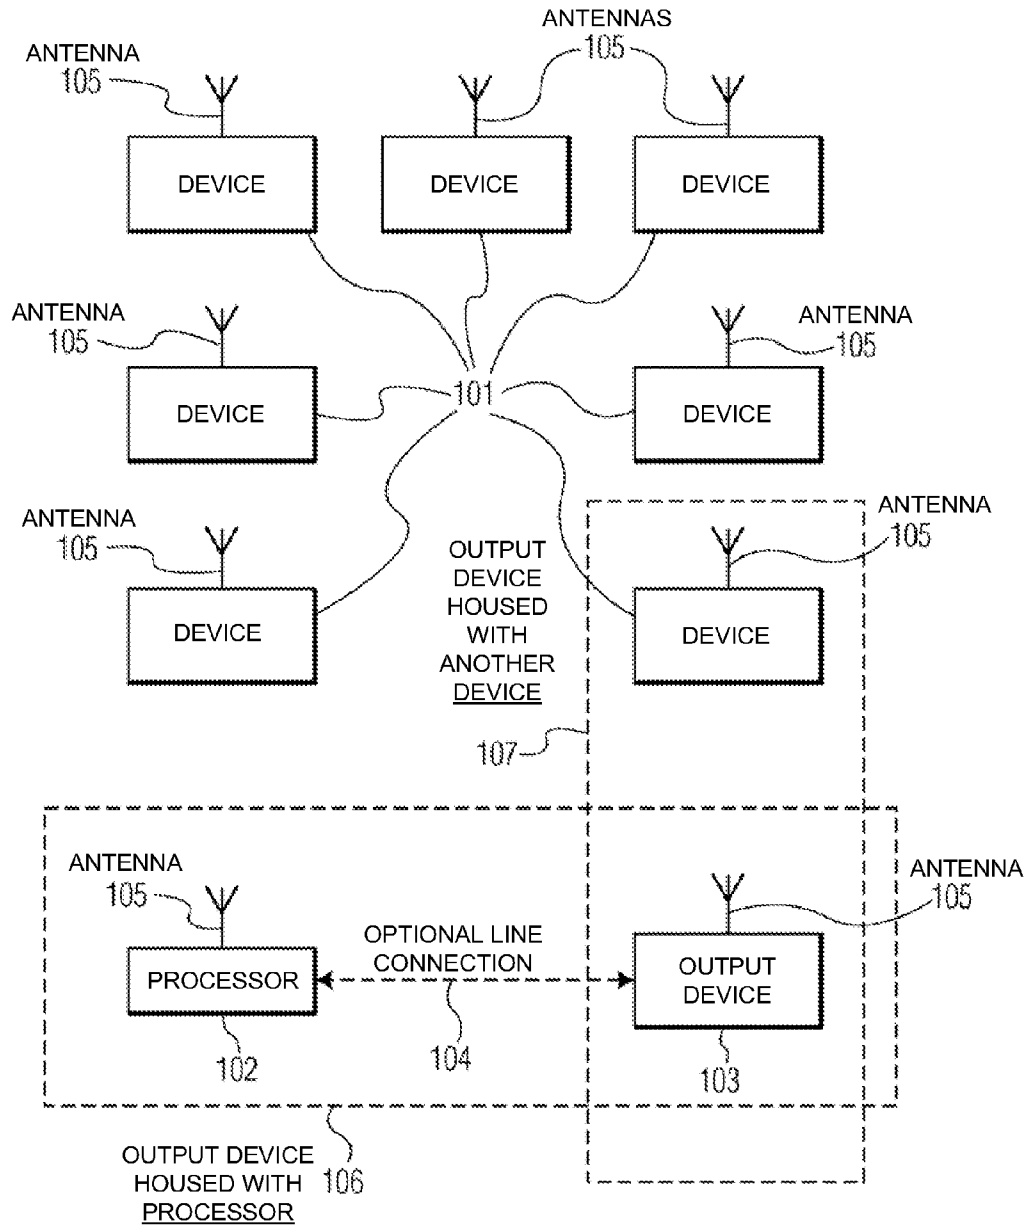 ANTENNAS
105
ANTENNA
105
DEVICE
DEVICE
DEVICE
ANTENNA
105
ANTENNA
105
101
DEVICE
DEVICE
ANTENNA
105
ANTENNA
105
OUTPUT
DEVICE
HOUSED
WITH
ANOTHER
DEVICE
DEVICE
DEVICE
107
ANTENNA
105
ANTENNA
105
OPTIONAL LINE
CONNECTION
PROCESSOR
OUTPUT
DEVICE
102
104
103
OUTPUT DEVICE
HOUSED WITH
PROCESSOR
106